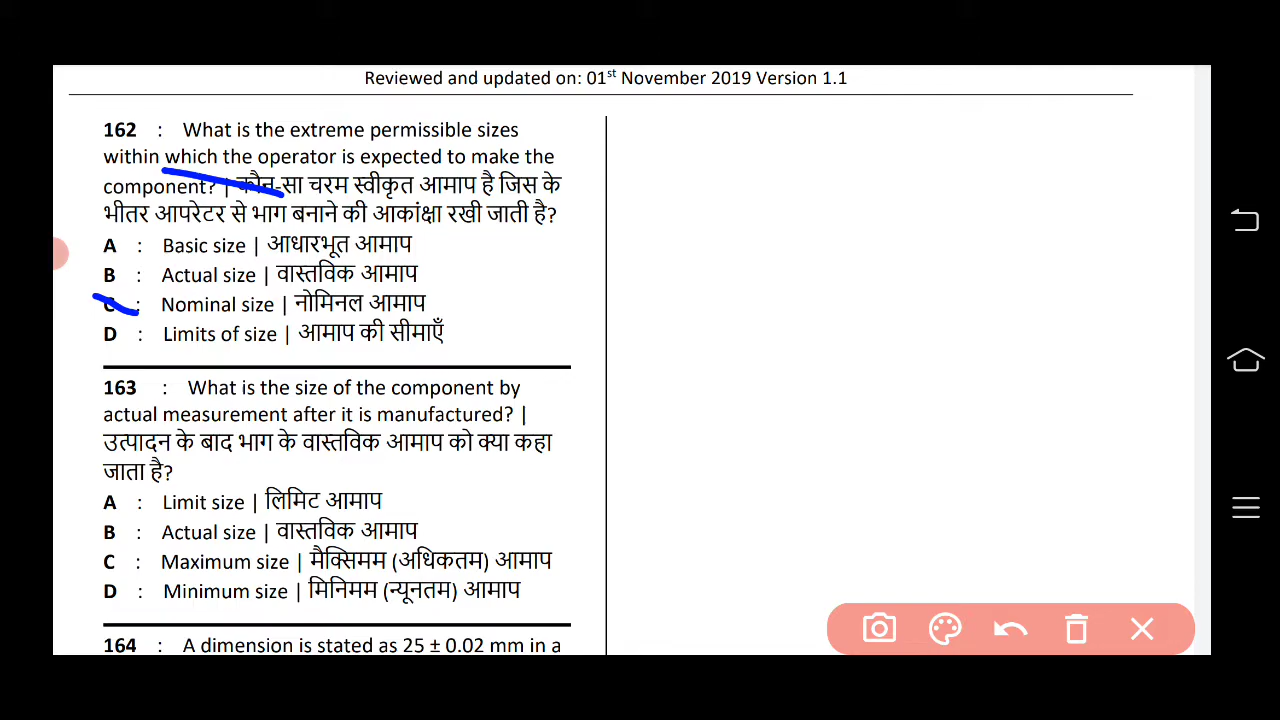 Reviewed and updated on: 01st November 2019 Version 1.1
162 : What is the extreme permissible sizes
within which the operator is expected to make the
component? | कौन-सा चरम स्वीकृत आमाप है जिस के
भीतर आपरेटर से भाग बनाने की आकांक्षा रखी जाती है?
A : Basic size | आधारभूत आमाप
B : Actual size | वास्तविक आमाप
C : Nominal size | नोमिनल आमाप
D : Limits of size | आमाप की सीमाएँ
163 : What is the size of the component by
actual measurement after it is manufactured? |
उत्पादन के बाद भाग के वास्तविक आमाप को क्या कहा
जाता है?
A : Limit size | लिमिट आमाप
B : Actual size | वास्तविक आमाप
C : Maximum size | मैक्सिमम (अधिकतम) आमाप
D : Minimum size | मिनिमम (न्यूनतम) आमाप
164 : A dimension is stated as 25 ± 0.02 mm in a